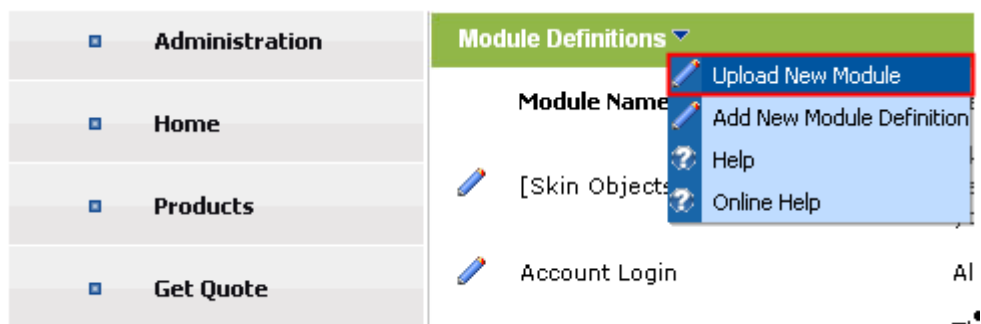 Administration
Home
Products
Get Quote
Module Definitions
Upload New Module
Module Name
Add New Module Definition
Help
[Skin Objects
Online Help
Account Login
Al